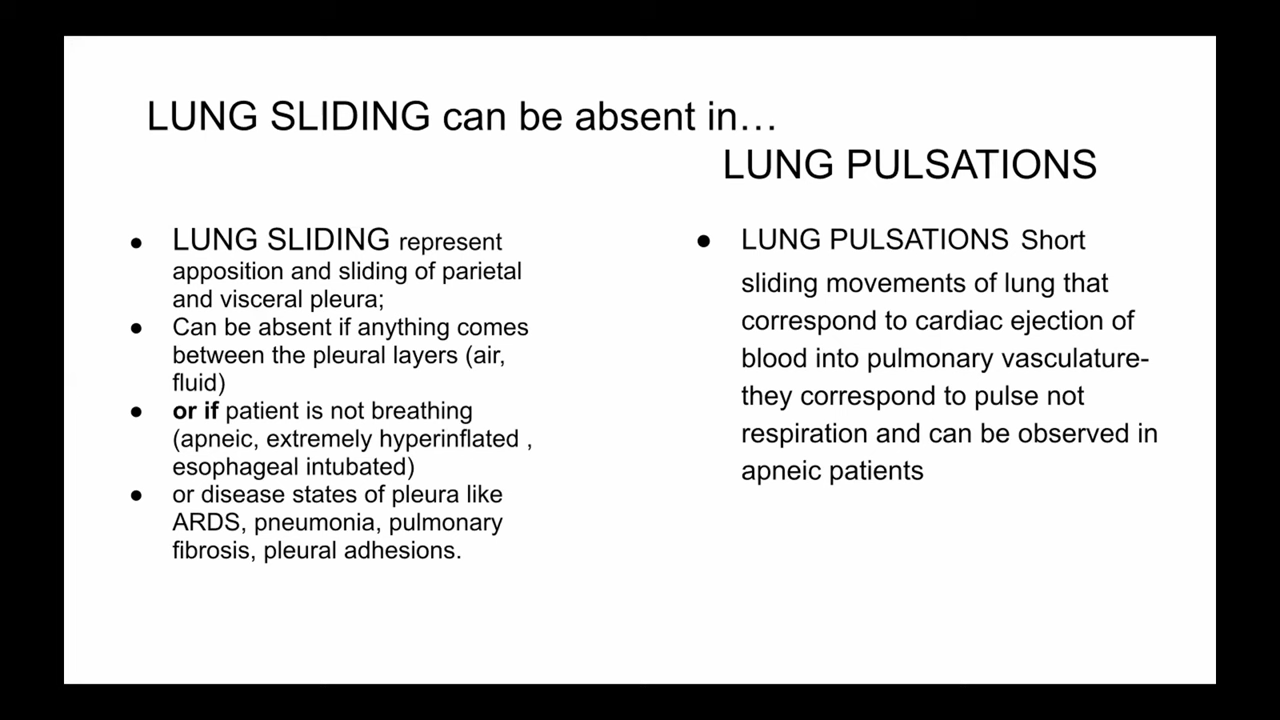 LUNG SLIDING can be absent in…
LUNG PULSATIONS
● LUNG SLIDING represent
apposition and sliding of parietal
and visceral pleura;
● Can be absent if anything comes
between the pleural layers (air,
fluid)
● or if patient is not breathing
(apneic, extremely hyperinflated ,
esophageal intubated)
● or disease states of pleura like
ARDS, pneumonia, pulmonary
fibrosis, pleural adhesions.
● LUNG PULSATIONS Short
sliding movements of lung that
correspond to cardiac ejection of
blood into pulmonary vasculature-
they correspond to pulse not
respiration and can be observed in
apneic patients